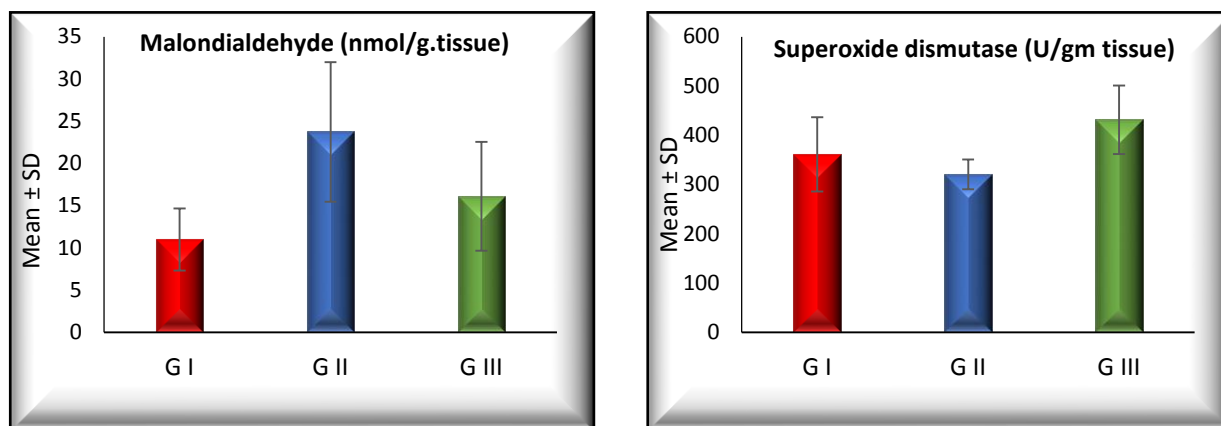 Malondialdehyde (nmol/g.tissue)
Mean ± SD
35
30
25
20
15
10
5
0
G I G II G III
Superoxide dismutase (U/gm tissue)
Mean ± SD
600
500
400
300
200
100
0
G I G II G III